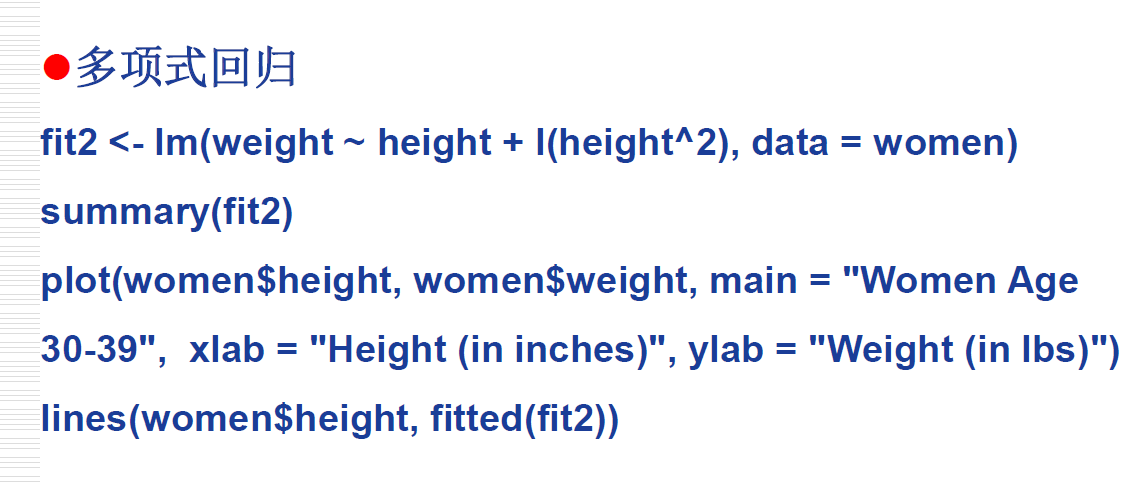 ●多项式回归
fit2 <- lm(weight ~ height + I(height^2), data = women)
summary(fit2)
plot(women$height, women$weight, main = "Women Age
30-39", xlab = "Height (in inches)", ylab = "Weight (in lbs)")
lines(women$height, fitted(fit2))